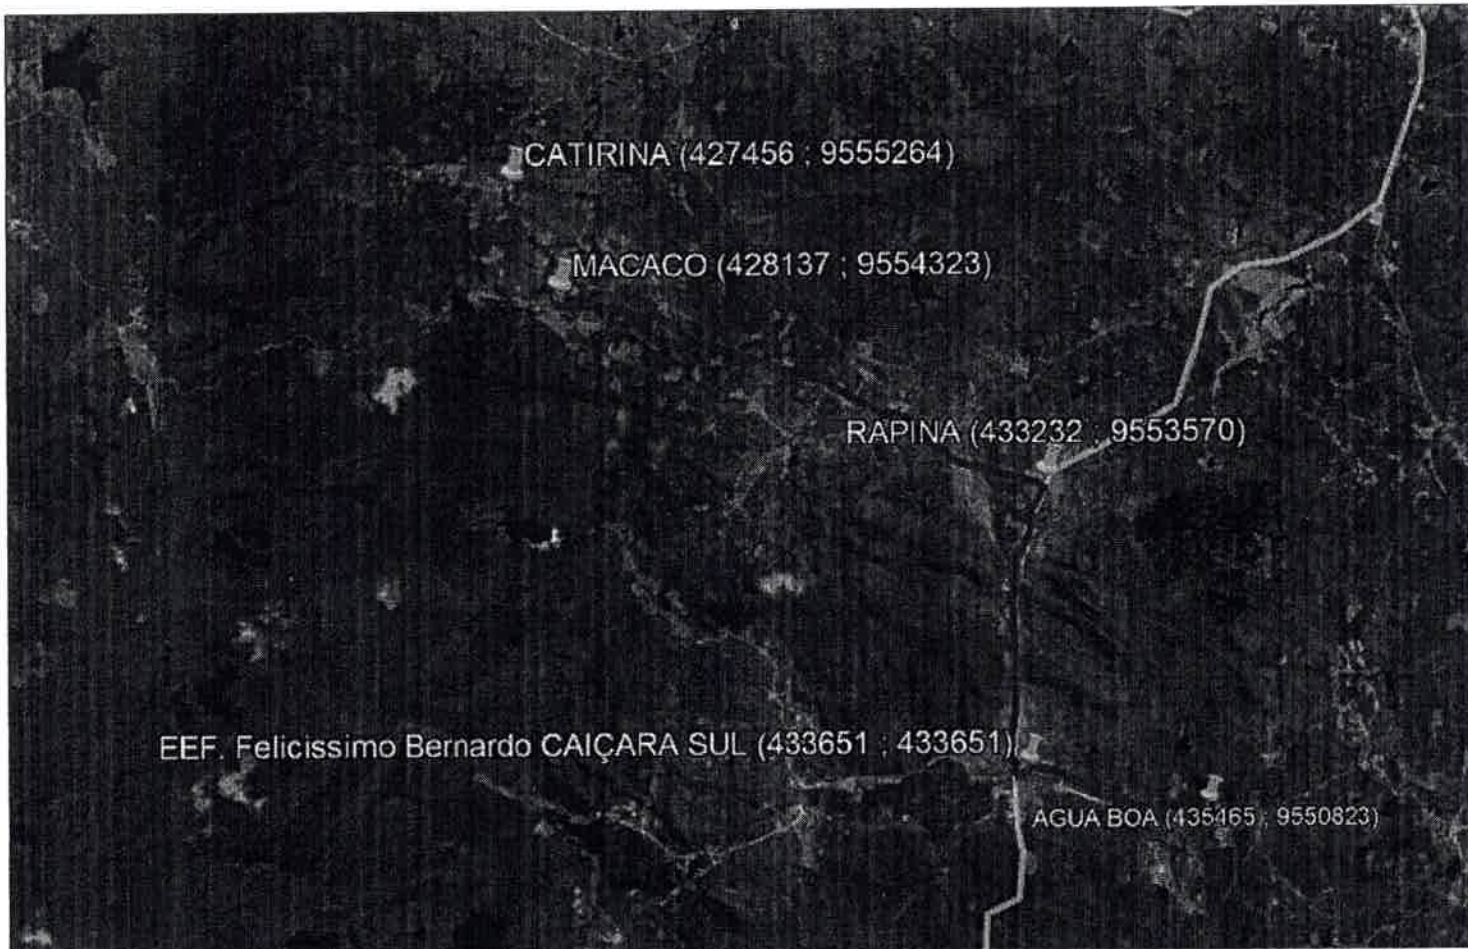 CATIRINA (427456 ; 9555264)
MACACO (428137 ; 9554323)
RAPINA (433232 ; 9553570)
EEF. Felicissimo Bernardo CAIÇARA SUL (433651 ; 433651)
AGUA BOA (435465 ; 9550823)